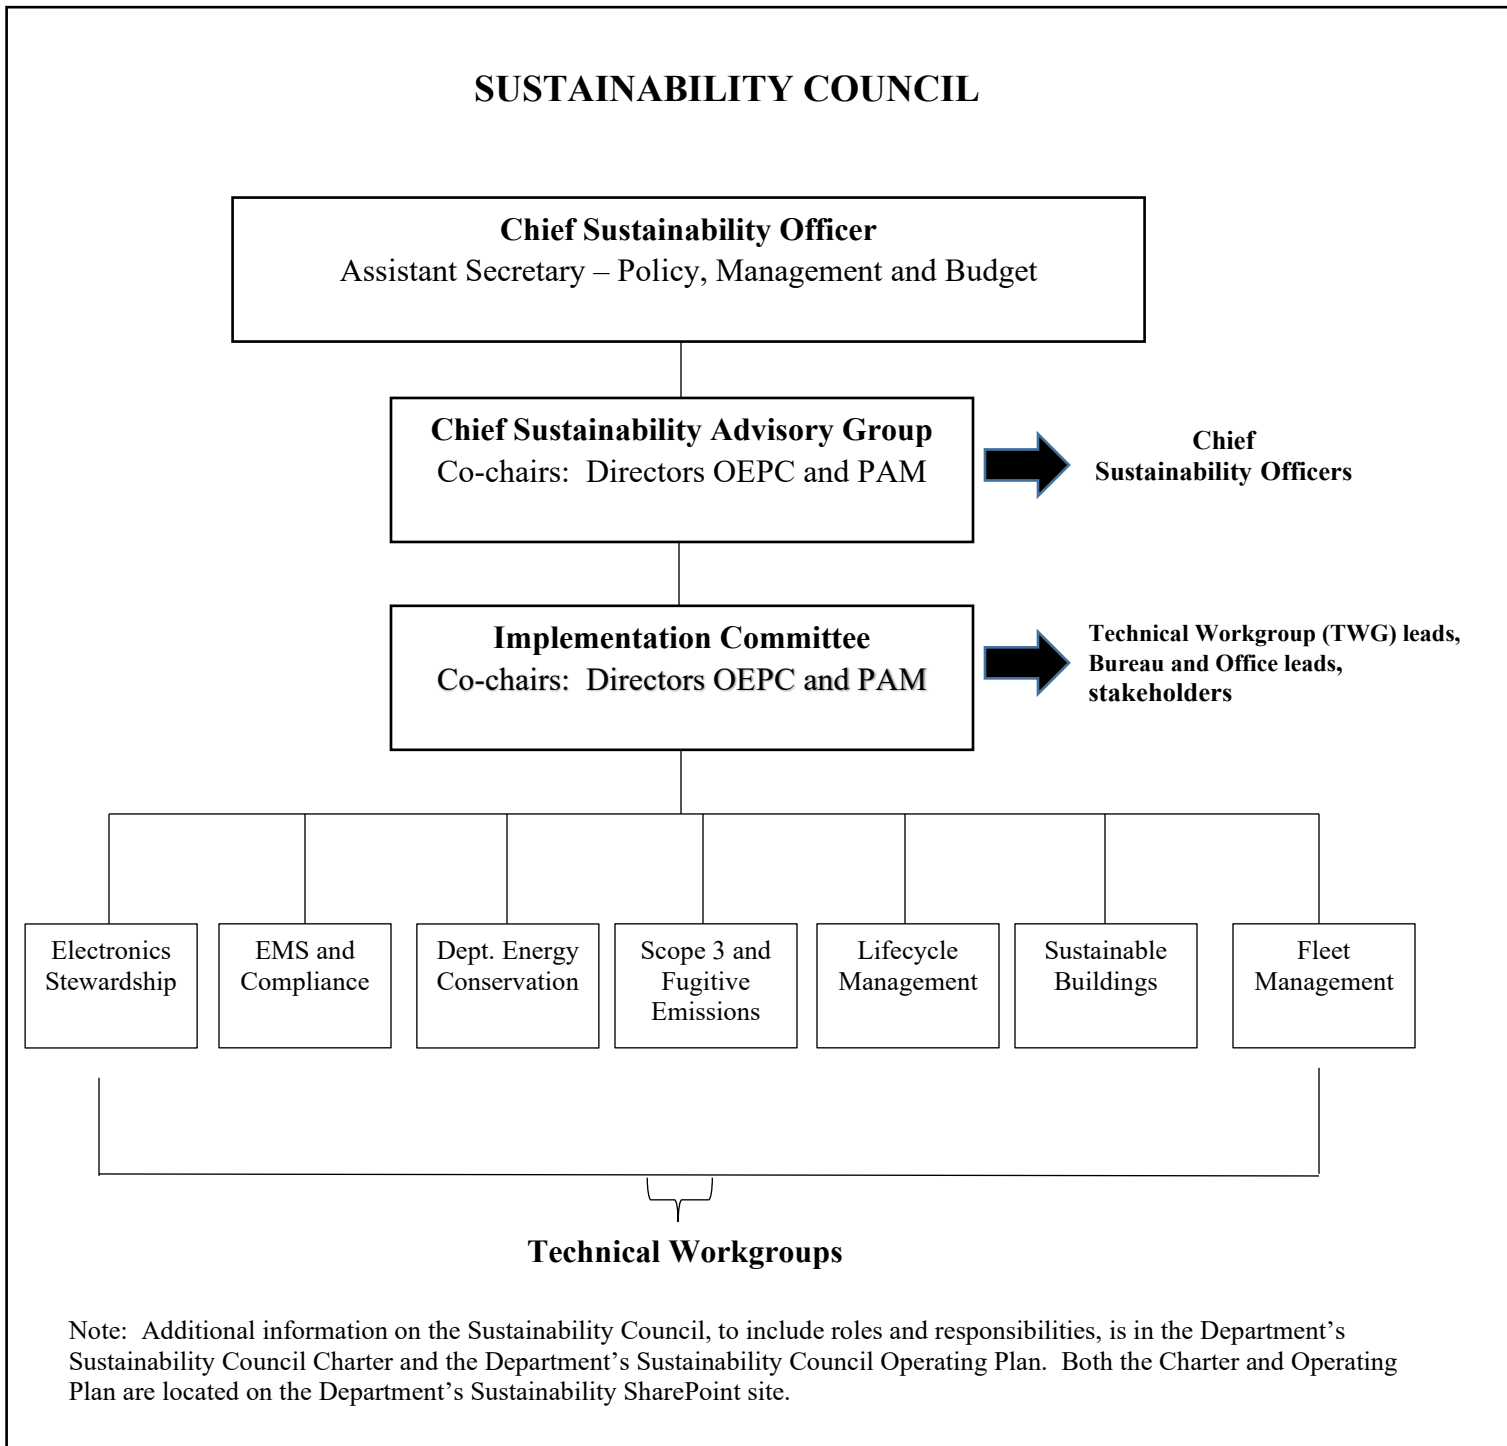 SUSTAINABILITY COUNCIL
Chief Sustainability Officer
Assistant Secretary – Policy, Management and Budget
Chief Sustainability Advisory Group
Co-chairs:  Directors OEPC and PAM
Chief
Sustainability Officers
Implementation Committee
Co-chairs:  Directors OEPC and PAM
Technical Workgroup (TWG) leads,
Bureau and Office leads,
stakeholders
Electronics
Stewardship
EMS and
Compliance
Dept. Energy
Conservation
Scope 3 and
Fugitive
Emissions
Lifecycle
Management
Sustainable
Buildings
Fleet
Management
Technical Workgroups
Note:  Additional information on the Sustainability Council, to include roles and responsibilities, is in the Department’s
Sustainability Council Charter and the Department’s Sustainability Council Operating Plan.  Both the Charter and Operating
Plan are located on the Department’s Sustainability SharePoint site.